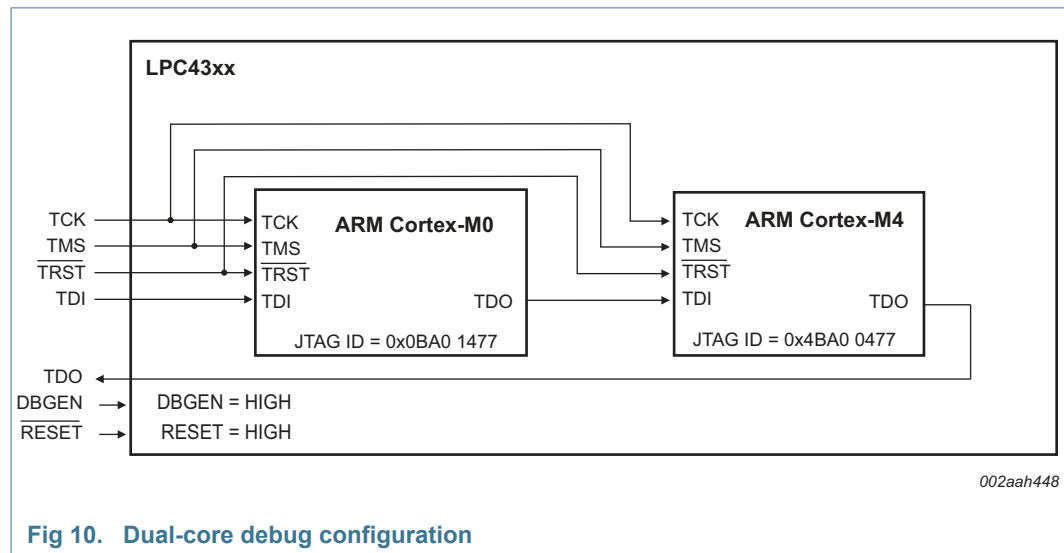 LPC43xx
TCK
TMS
TRST
TDI
TDO
DBGEN
RESET
TCK
TMS
TRST
TDI
ARM Cortex-M0
TDO
JTAG ID = 0x0BA0 1477
TCK
TMS
TRST
TDI
ARM Cortex-M4
TDO
JTAG ID = 0x4BA0 0477
DBGEN = HIGH
RESET = HIGH
002aah448
Fig 10. Dual-core debug configuration